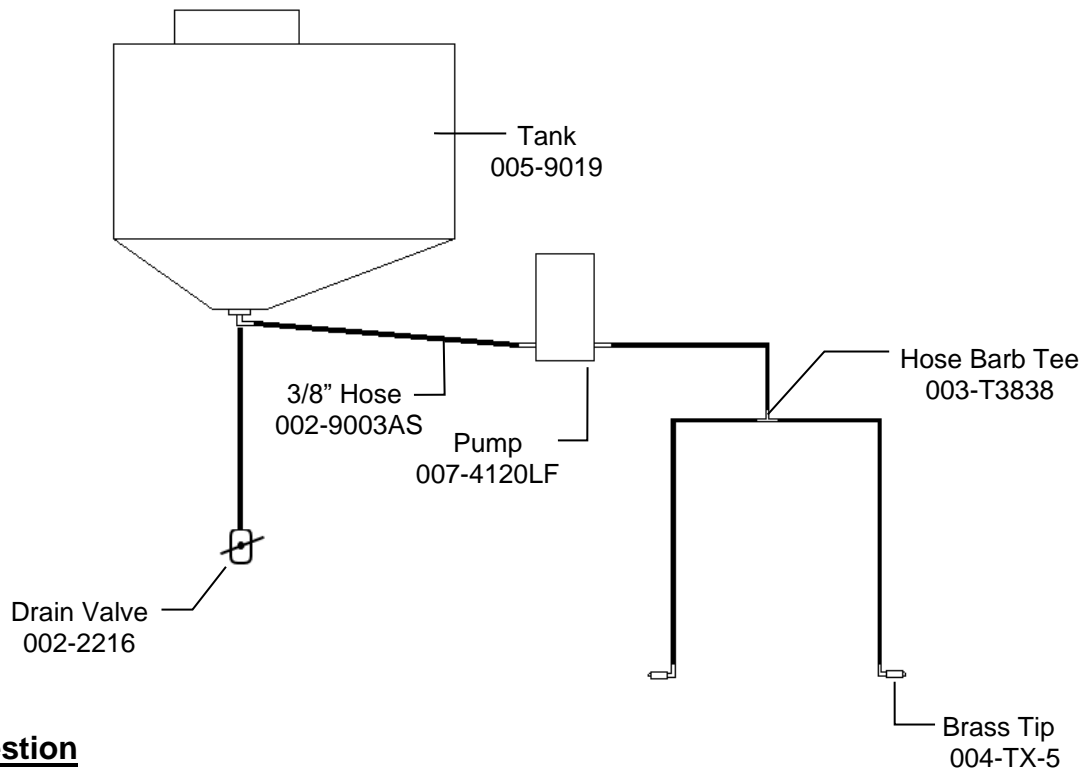 Tank
005-9019
Hose Barb Tee
003-T3838
3/8” Hose
002-9003AS
Pump
007-4120LF
Drain Valve
002-2216
Brass Tip
004-TX-5